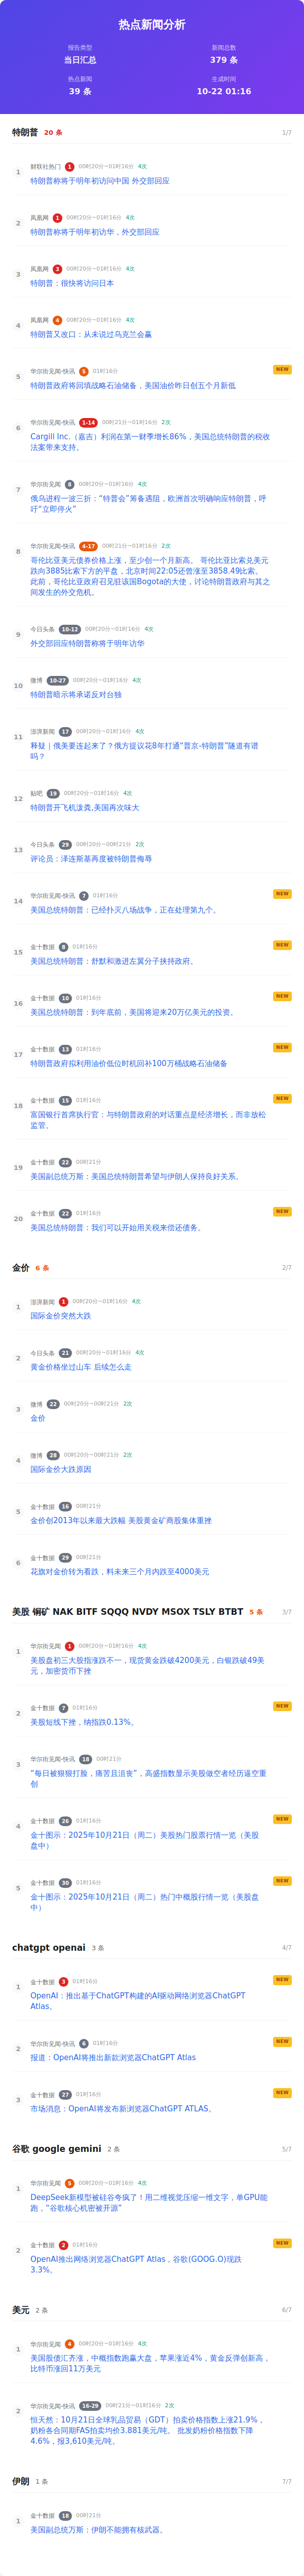 热点新闻分析
报告类型
新闻总数
当日汇总
379 条
热点新闻
生成时间
39 条
10-22 01:16
特朗普 20 条 1/7
1
财联社热门 1 00时20分~01时16分 4次
特朗普称将于明年初访问中国 外交部回应
2
凤凰网 1 00时20分~01时16分 4次
特朗普称将于明年初访华，外交部回应
3
凤凰网 3 00时20分~01时16分 4次
特朗普：很快将访问日本
4
凤凰网 4 00时20分~01时16分 4次
特朗普又改口：从未说过乌克兰会赢
5
华尔街见闻-快讯 5 01时16分 NEW
特朗普政府将回填战略石油储备，美国油价昨日创五个月新低
6
华尔街见闻-快讯 1-14 00时21分~01时16分 2次
Cargill Inc.（嘉吉）利润在第一财季增长86%，美国总统特朗普的税收
法案带来支持。
7
华尔街见闻 8 00时20分~01时16分 4次
俄乌进程一波三折：“特普会”筹备遇阻，欧洲首次明确响应特朗普，呼
吁“立即停火”
8
华尔街见闻-快讯 4-17 00时21分~01时16分 2次
哥伦比亚美元债券价格上涨，至少创一个月新高。 哥伦比亚比索兑美元
跌向3885比索下方的平盘，北京时间22:05还曾涨至3858.49比索。
此前，哥伦比亚政府召见驻该国Bogota的大使，讨论特朗普政府与其之
间发生的外交危机。
9
今日头条 10-12 00时20分~01时16分 4次
外交部回应特朗普称将于明年访华
10
微博 10-27 00时20分~01时16分 4次
特朗普暗示将承诺反对台独
11
澎湃新闻 17 00时20分~01时16分 4次
释疑｜俄美要连起来了？俄方提议花8年打通“普京-特朗普”隧道有谱
吗？
12
贴吧 19 00时20分~01时16分 4次
特朗普开飞机泼粪,美国再次味大
13
今日头条 29 00时20分~00时21分 2次
评论员：泽连斯基再度被特朗普侮辱
14
华尔街见闻-快讯 7 01时16分 NEW
美国总统特朗普：已经扑灭八场战争，正在处理第九个。
15
金十数据 8 01时16分 NEW
美国总统特朗普：舒默和激进左翼分子挟持政府。
16
金十数据 10 01时16分 NEW
美国总统特朗普：到年底前，美国将迎来20万亿美元的投资。
17
金十数据 13 01时16分 NEW
特朗普政府拟利用油价低位时机回补100万桶战略石油储备
18
金十数据 15 01时16分 NEW
富国银行首席执行官：与特朗普政府的对话重点是经济增长，而非放松
监管。
19
金十数据 22 00时21分
美国副总统万斯：美国总统特朗普希望与伊朗人保持良好关系。
20
金十数据 22 01时16分 NEW
美国总统特朗普：我们可以开始用关税来偿还债务。
金价 6 条 2/7
1
澎湃新闻 1 00时20分~01时16分 4次
国际金价突然大跌
2
今日头条 21 00时20分~01时16分 4次
黄金价格坐过山车 后续怎么走
3
微博 22 00时20分~00时21分 2次
金价
4
微博 28 00时20分~00时21分 2次
国际金价大跌原因
5
金十数据 16 00时21分
金价创2013年以来最大跌幅 美股黄金矿商股集体重挫
6
金十数据 29 00时21分
花旗对金价转为看跌，料未来三个月内跌至4000美元
美股 铜矿 NAK BITF SQQQ NVDY MSOX TSLY BTBT 5 条 3/7
1
华尔街见闻 1 00时20分~01时16分 4次
美股盘初三大股指涨跌不一，现货黄金跌破4200美元，白银跌破49美
元，加密货币下挫
2
金十数据 7 01时16分 NEW
美股短线下挫，纳指跌0.13%。
3
华尔街见闻-快讯 18 00时21分
“每日被狠狠打脸，痛苦且沮丧”，高盛指数显示美股做空者经历逼空重
创
4
金十数据 26 01时16分 NEW
金十图示：2025年10月21日（周二）美股热门股票行情一览（美股
盘中）
5
金十数据 30 01时16分 NEW
金十图示：2025年10月21日（周二）热门中概股行情一览（美股盘
中）
chatgpt openai 3 条 4/7
1
金十数据 3 01时16分 NEW
OpenAI：推出基于ChatGPT构建的AI驱动网络浏览器ChatGPT
Atlas。
2
华尔街见闻-快讯 6 01时16分 NEW
报道：OpenAI将推出新款浏览器ChatGPT Atlas
3
金十数据 27 01时16分 NEW
市场消息：OpenAI将发布新浏览器ChatGPT ATLAS。
谷歌 google gemini 2 条 5/7
1
华尔街见闻 5 00时20分~01时16分 4次
DeepSeek新模型被硅谷夸疯了！用二维视觉压缩一维文字，单GPU能
跑，“谷歌核心机密被开源”
2
金十数据 2 01时16分 NEW
OpenAI推出网络浏览器ChatGPT Atlas，谷歌(GOOG.O)现跌
3.3%。
美元 2 条 6/7
1
华尔街见闻 4 00时20分~01时16分 4次
美国股债汇齐涨，中概指数跑赢大盘，苹果涨近4%，黄金反弹创新高，
比特币涨回11万美元
2
华尔街见闻-快讯 16-29 00时21分~01时16分 2次
恒天然：10月21日全球乳品贸易（GDT）拍卖价格指数上涨21.9%，
奶粉各合同期FAS拍卖均价3.881美元/吨。 批发奶粉价格指数下降
4.6%，报3,610美元/吨。
伊朗 1 条 7/7
1
金十数据 18 00时21分
美国副总统万斯：伊朗不能拥有核武器。